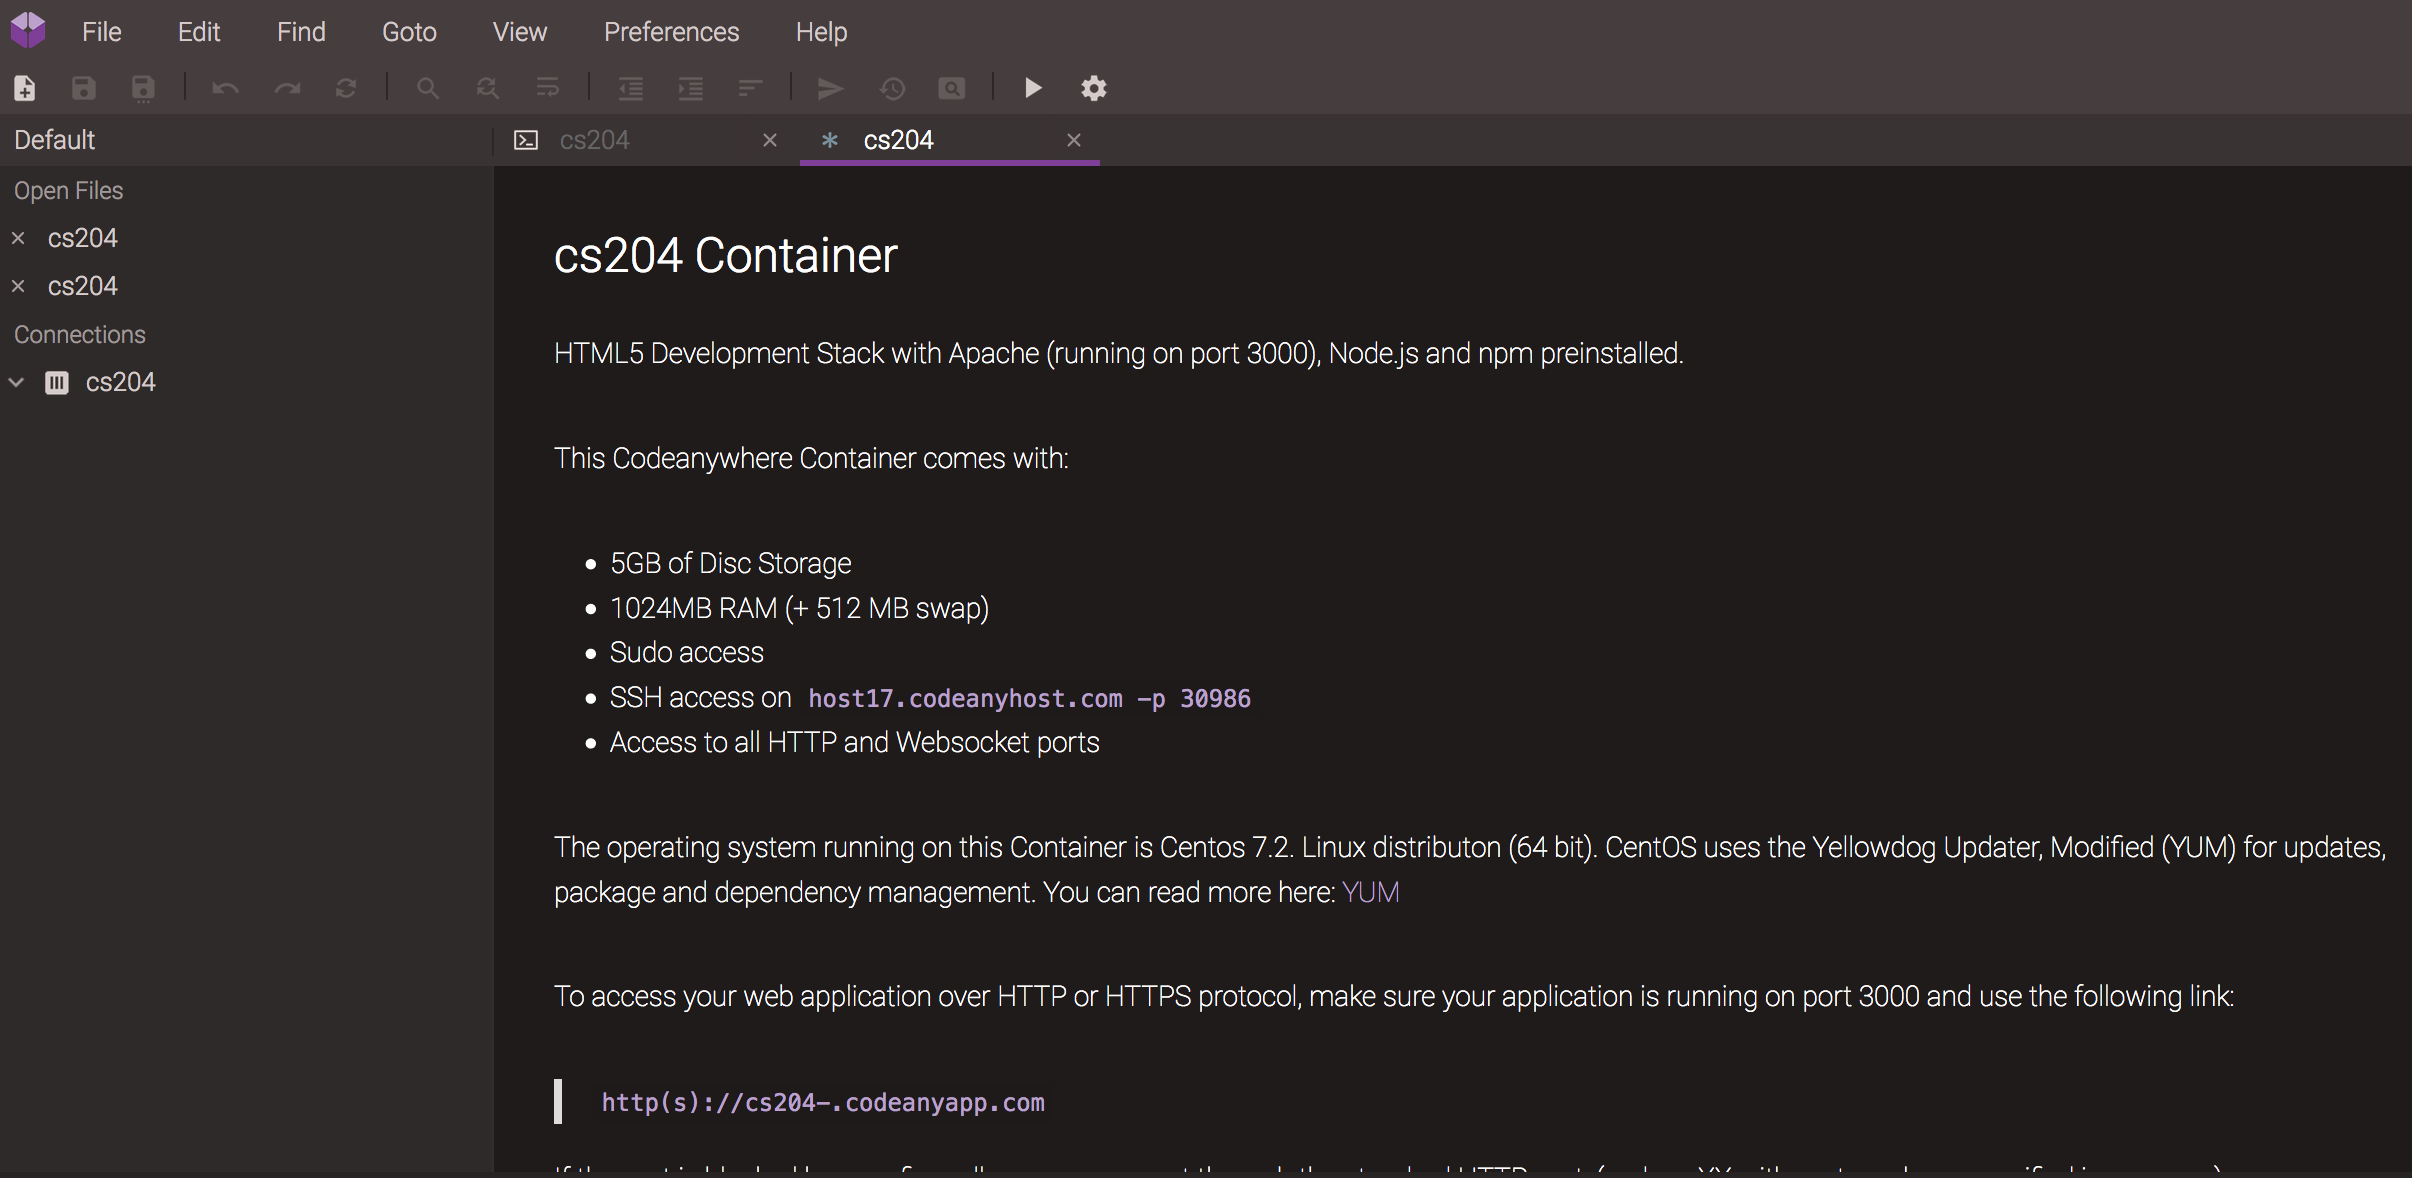 File Edit Find Goto View Preferences Help
Default
cs204
cs204
Open Files
cs204
cs204
Connections
cs204
cs204 Container
HTML5 Development Stack with Apache (running on port 3000), Node.js and npm preinstalled.
This Codeanywhere Container comes with:
5GB of Disc Storage
1024MB RAM (+ 512 MB swap)
Sudo access
SSH access on host17.codeanyhost.com -p 30986
Access to all HTTP and Websocket ports
The operating system running on this Container is Centos 7.2. Linux distributon (64 bit). CentOS uses the Yellowdog Updater, Modified (YUM) for updates,
package and dependency management. You can read more here: YUM
To access your web application over HTTP or HTTPS protocol, make sure your application is running on port 3000 and use the following link:
http(s)://cs204-.codeanyapp.com